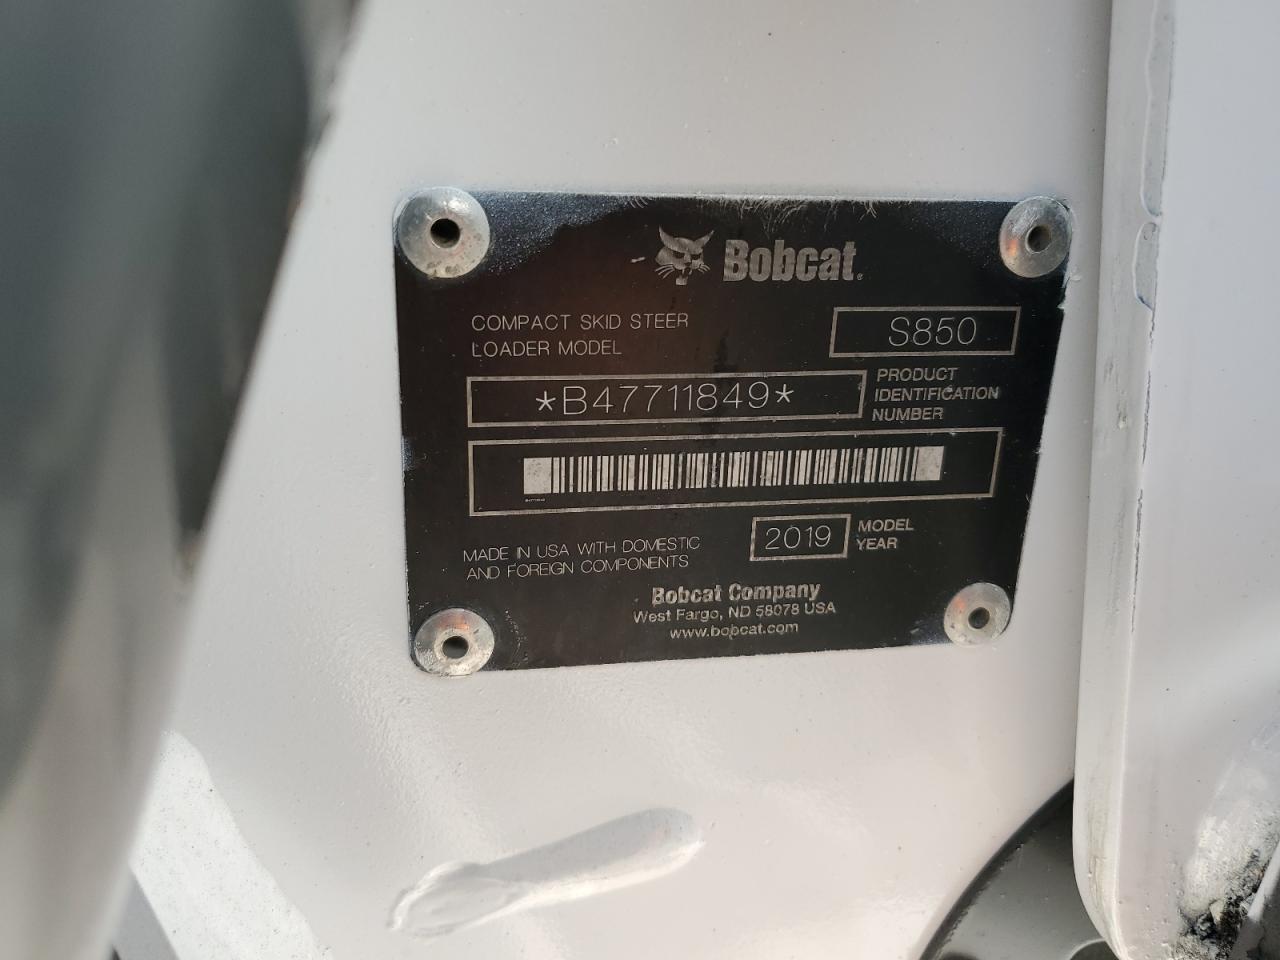 Bobcat®
COMPACT SKID STEER
LOADER MODEL
S850
*B47711849*
PRODUCT
IDENTIFICATION
NUMBER
MADE IN USA WITH DOMESTIC
AND FOREIGN COMPONENTS
2019
MODEL
YEAR
Bobcat Company
West Fargo, ND 58078 USA
www.bobcat.com